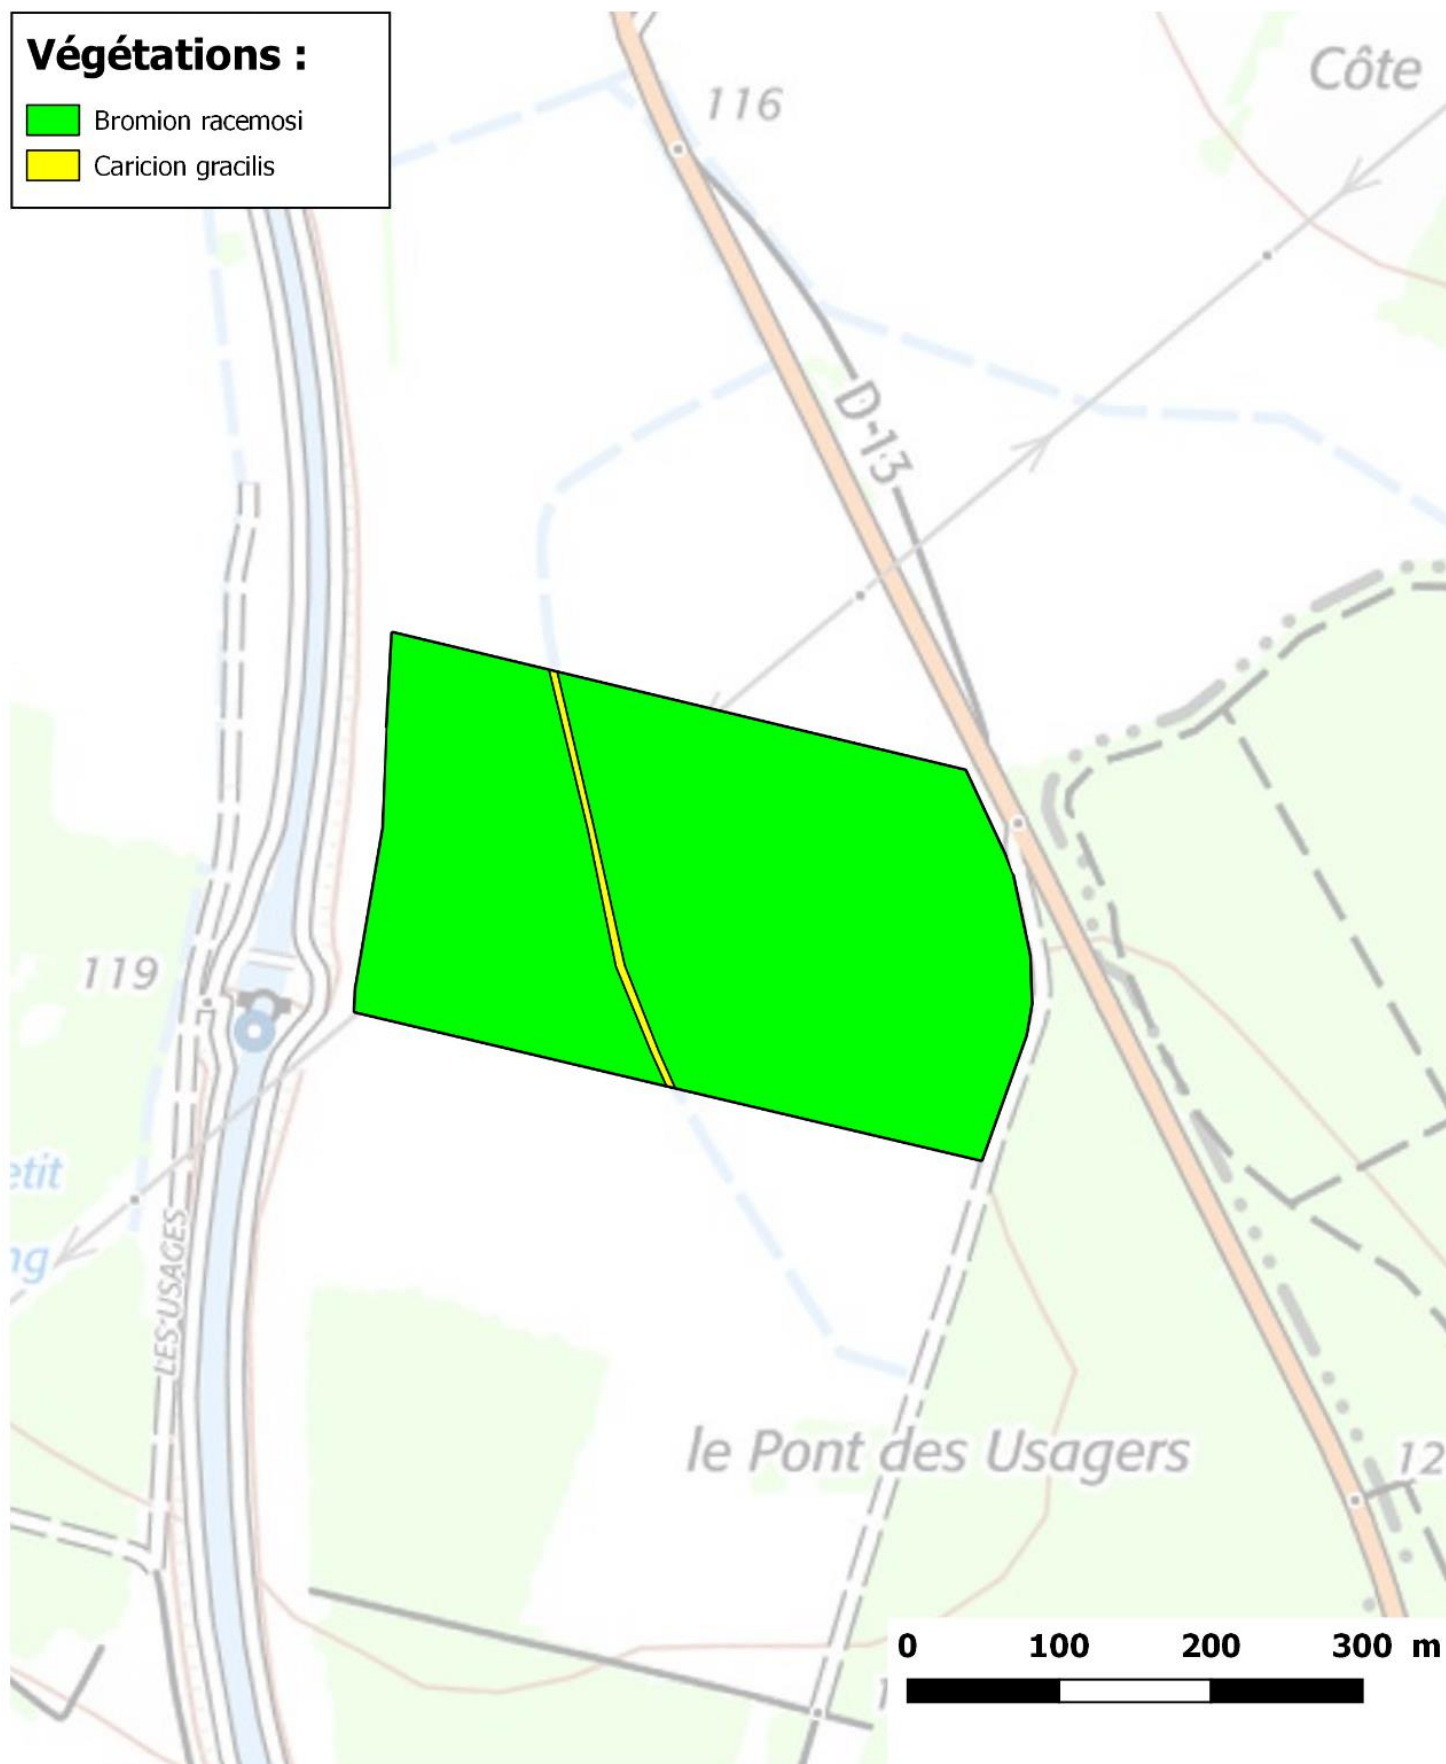 Végétations :
Bromion racemosi
Caricion gracilis
116
Côte
D-13
119
etit
ng
LES USAGES
le Pont des Usagers
12
0 100 200 300 m
1